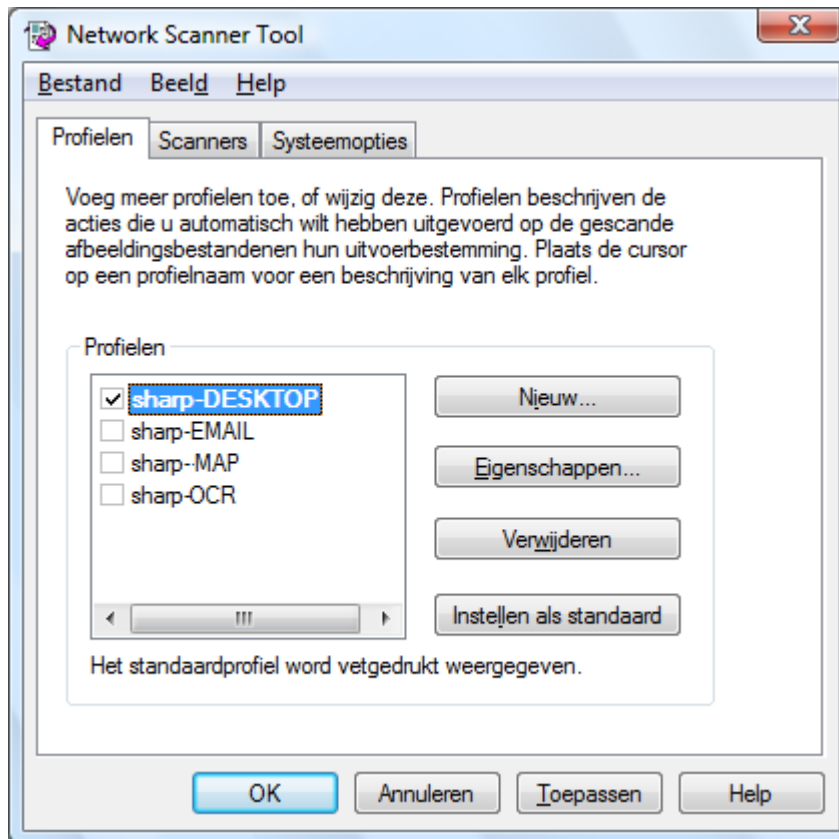 Network Scanner Tool
Bestand Beeld Help
Profielen Scanners Systeemopties
Voeg meer profielen toe, of wijzig deze. Profielen beschrijven de
acties die u automatisch wilt hebben uitgevoerd op de gescande
afbeeldingsbestandenen hun uitvoerbestemming. Plaats de cursor
op een profielnaam voor een beschrijving van elk profiel.
Profielen
sharp-DESKTOP
sharp-EMAIL
sharp--MAP
sharp-OCR
Nieuw...
Eigenschappen...
Verwijderen
Instellen als standaard
Het standaardprofiel word vetgedrukt weergegeven.
OK Annuleren Toepassen Help